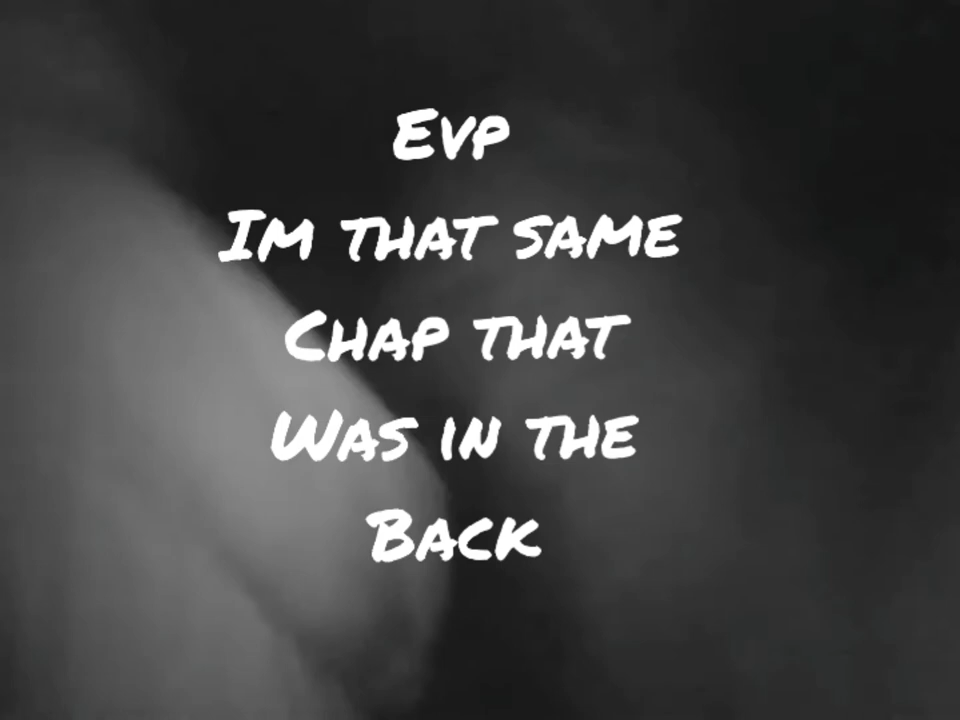 Evp
Im that same
Chap that
Was in the
Back